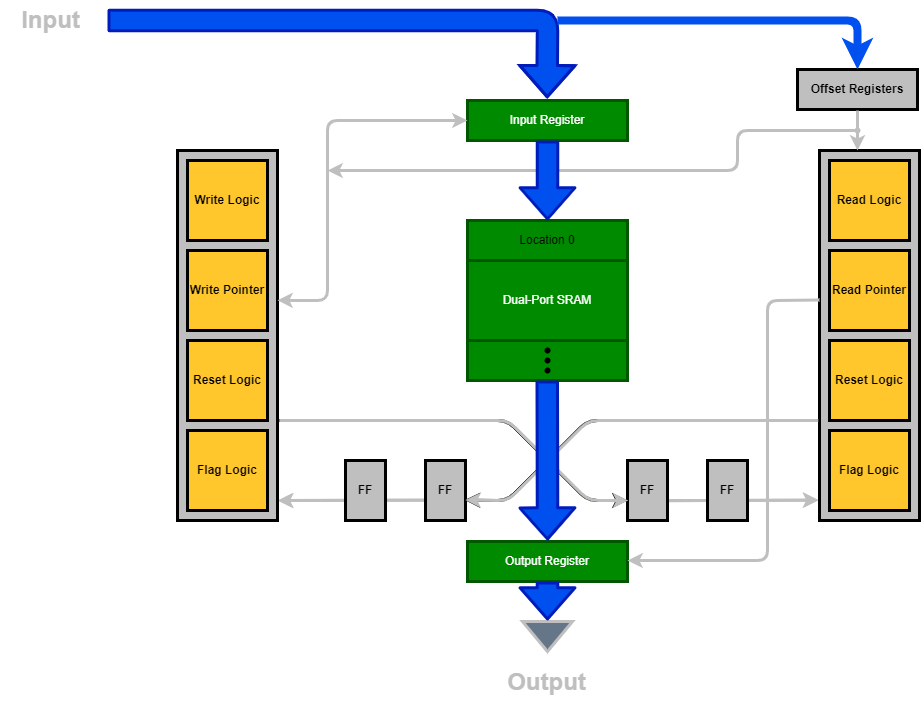 Input
Offset Registers
Input Register
Write Logic
Read Logic
Location 0
Write Pointer
Dual-Port SRAM
Read Pointer
Reset Logic
Reset Logic
Flag Logic
FF
FF
FF
FF
Flag Logic
Output Register
Output